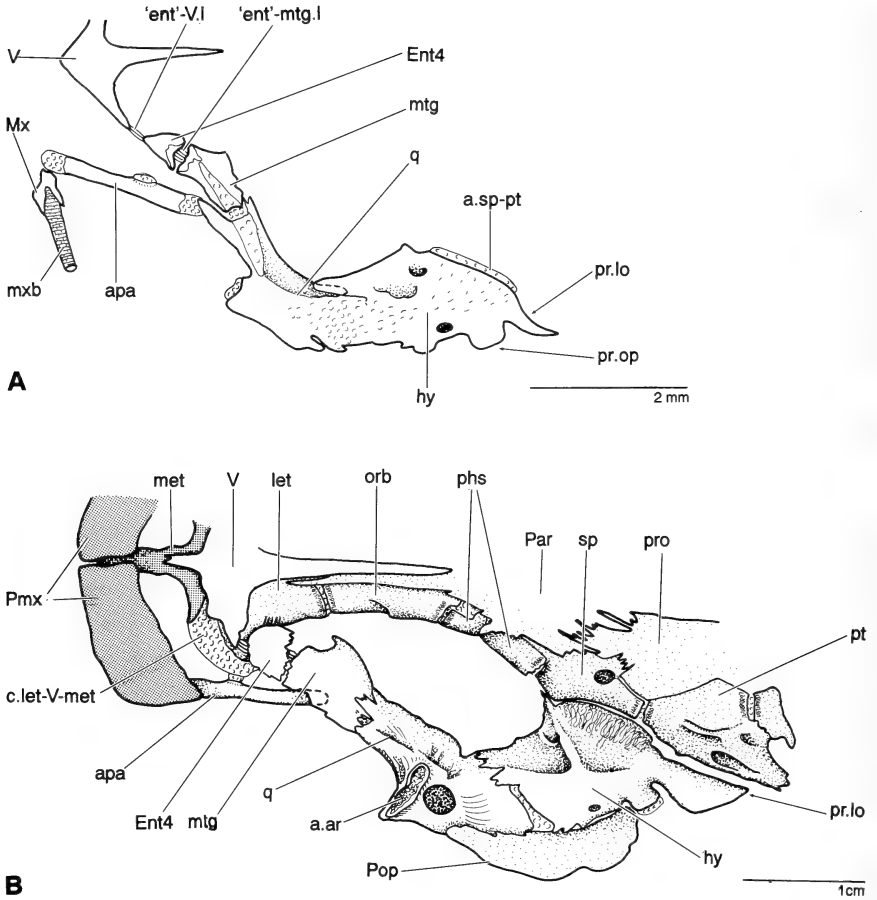 'ent'-V.l 'ent'-mtg.l
V
Ent4
mtg
Mx
q
a.sp-pt
pr.lo
mxb
apa
pr.op
A
2 mm
hy
met V let orb phs
Par sp pro
Pmx
pt
c.let-V-met
apa
q
pr.lo
Ent4 mtg
a.ar
hy
Pop
B
1cm